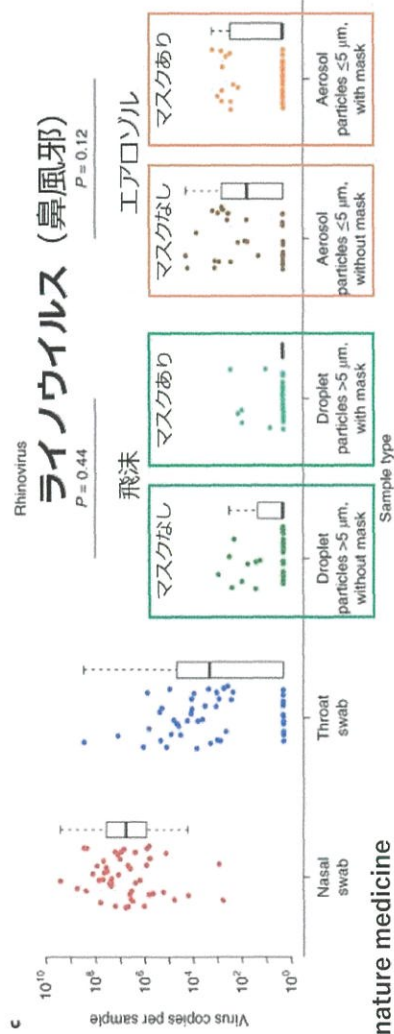 c
Rhinovirus
ライノウイルス（鼻風邪）
P = 0.44
P = 0.12
飛沫
エアロゾル
マスクなし
マスクあり
マスクなし
マスクあり
Virus copies per sample
10^10
10^8
10^6
10^4
10^2
10^0
Nasal
swab
Throat
swab
Droplet
particles >5 μm,
without mask
Droplet
particles >5 μm,
with mask
Aerosol
particles ≤5 μm,
without mask
Aerosol
particles ≤5 μm,
with mask
Sample type
nature medicine